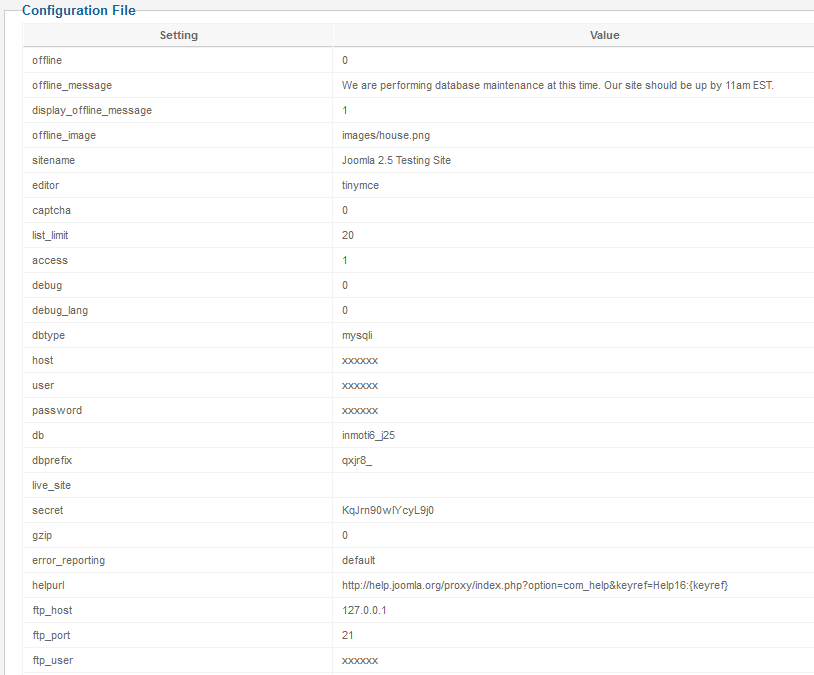 Configuration File
Setting Value
offline 0
offline_message We are performing database maintenance at this time. Our site should be up by 11am EST.
display_offline_message 1
offline_image images/house.png
sitename Joomla 2.5 Testing Site
editor tinymce
captcha 0
list_limit 20
access 1
debug 0
debug_lang 0
dbtype mysqli
host xxxxxx
user xxxxxx
password xxxxxx
db inmoti6_j25
dbprefix qxjr8_
live_site
secret KqJrn90wIYcyL9j0
gzip 0
error_reporting default
helpurl http://help.joomla.org/proxy/index.php?option=com_help&keyref=Help16:{keyref}
ftp_host 127.0.0.1
ftp_port 21
ftp_user xxxxxx